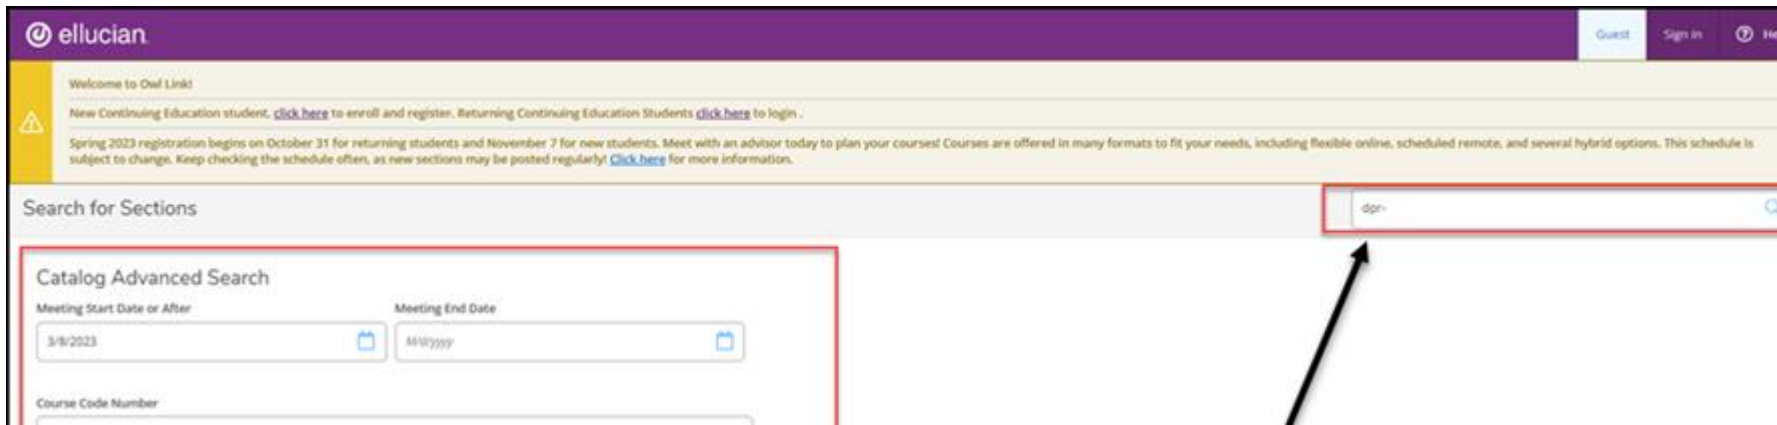 ellucian
Guest
Sign in
Welcome to Owl Link!
New Continuing Education student, click here to enroll and register. Returning Continuing Education Students click here to login .
Spring 2023 registration begins on October 31 for returning students and November 7 for new students. Meet with an advisor today to plan your courses! Courses are offered in many formats to fit your needs, including flexible online, scheduled remote, and several hybrid options. This schedule is
subject to change. Keep checking the schedule often, as new sections may be posted regularly! Click here for more information.
Search for Sections
dpr-
Catalog Advanced Search
Meeting Start Date or After
Meeting End Date
3/8/2023
M/d/yyyy
Course Code Number